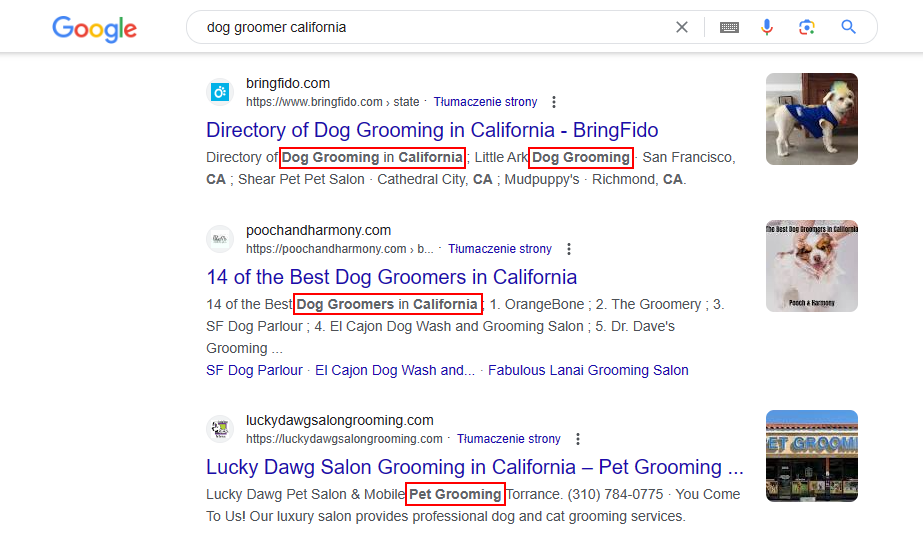 Google
dog groomer california
bringfido.com
https://www.bringfido.com › state · Tłumaczenie strony
Directory of Dog Grooming in California - BringFido
Directory of Dog Grooming in California ; Little Ark Dog Grooming · San Francisco,
CA ; Shear Pet Pet Salon · Cathedral City, CA ; Mudpuppy's · Richmond, CA.
poochandharmony.com
https://poochandharmony.com › b... · Tłumaczenie strony
14 of the Best Dog Groomers in California
The Best Dog Groomers in California
14 of the Best Dog Groomers in California ; 1. OrangeBone ; 2. The Groomery ; 3.
SF Dog Parlour ; 4. El Cajon Dog Wash and Grooming Salon ; 5. Dr. Dave's
Grooming ...
Pooch & Harmony
SF Dog Parlour · El Cajon Dog Wash and... · Fabulous Lanai Grooming Salon
luckydawgsalongrooming.com
https://luckydawgsalongrooming.com · Tłumaczenie strony
Lucky Dawg Salon Grooming in California – Pet Grooming ...
ET GROOMI
Lucky Dawg Pet Salon & Mobile Pet Grooming Torrance. (310) 784-0775 · You Come
To Us! Our luxury salon provides professional dog and cat grooming services.